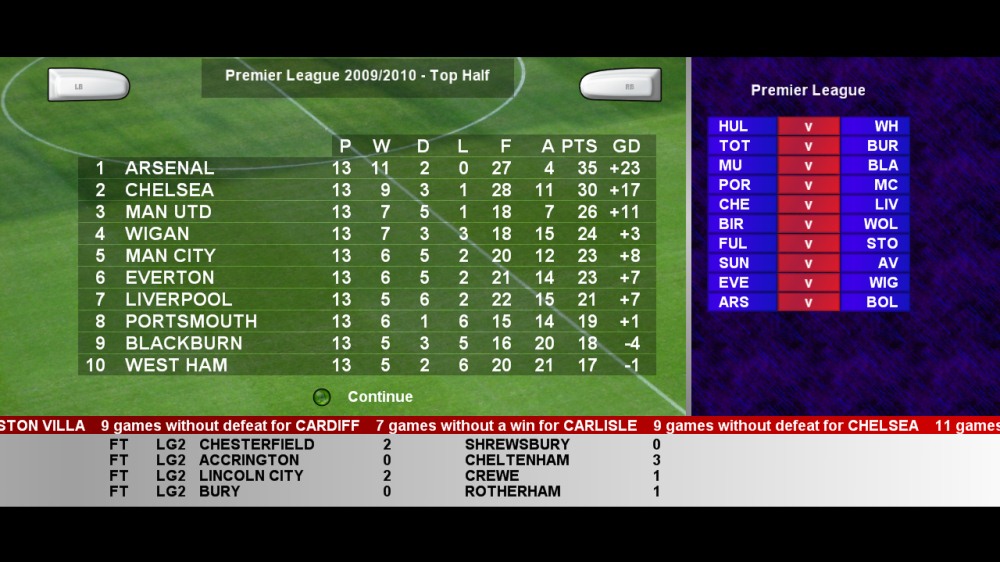 LB
Premier League 2009/2010 - Top Half
RB
P W D L F A PTS GD
1 ARSENAL 13 11 2 0 27 4 35 +23
2 CHELSEA 13 9 3 1 28 11 30 +17
3 MAN UTD 13 7 5 1 18 7 26 +11
4 WIGAN 13 7 3 3 18 15 24 +3
5 MAN CITY 13 6 5 2 20 12 23 +8
6 EVERTON 13 6 5 2 21 14 23 +7
7 LIVERPOOL 13 5 6 2 22 15 21 +7
8 PORTSMOUTH 13 6 1 6 15 14 19 +1
9 BLACKBURN 13 5 3 5 16 20 18 -4
10 WEST HAM 13 5 2 6 20 21 17 -1
Continue
Premier League
HUL v WH
TOT v BUR
MU v BLA
POR v MC
CHE v LIV
BIR v WOL
FUL v STO
SUN v AV
EVE v WIG
ARS v BOL
STON VILLA 9 games without defeat for CARDIFF 7 games without a win for CARLISLE 9 games without defeat for CHELSEA 11 games
FT LG2 CHESTERFIELD 2 SHREWSBURY 0
FT LG2 ACCRINGTON 0 CHELTENHAM 3
FT LG2 LINCOLN CITY 2 CREWE 1
FT LG2 BURY 0 ROTHERHAM 1